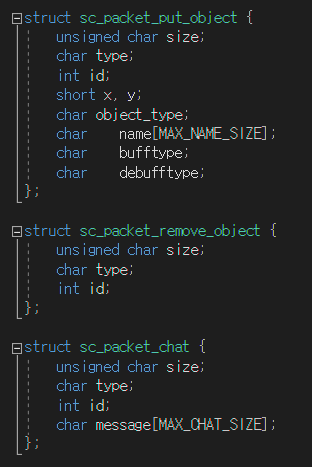 struct sc_packet_put_object {
unsigned char size;
char type;
int id;
short x, y;
char object_type;
char    name[MAX_NAME_SIZE];
char    bufftype;
char    debufftype;
};
struct sc_packet_remove_object {
unsigned char size;
char type;
int id;
};
struct sc_packet_chat {
unsigned char size;
char type;
int id;
char message[MAX_CHAT_SIZE];
};